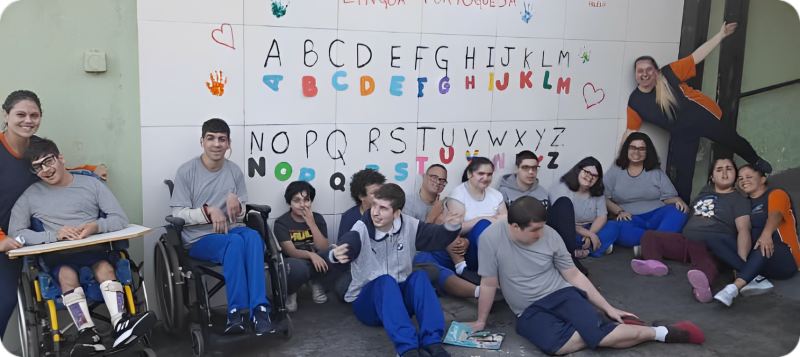 LÍNGUA PORTUGUESA
A B C D E F G H I J K L M
A B C D E F G H I J K L M
N O P Q R S T U V W X Y Z
N O P Q R S T U V Y Z